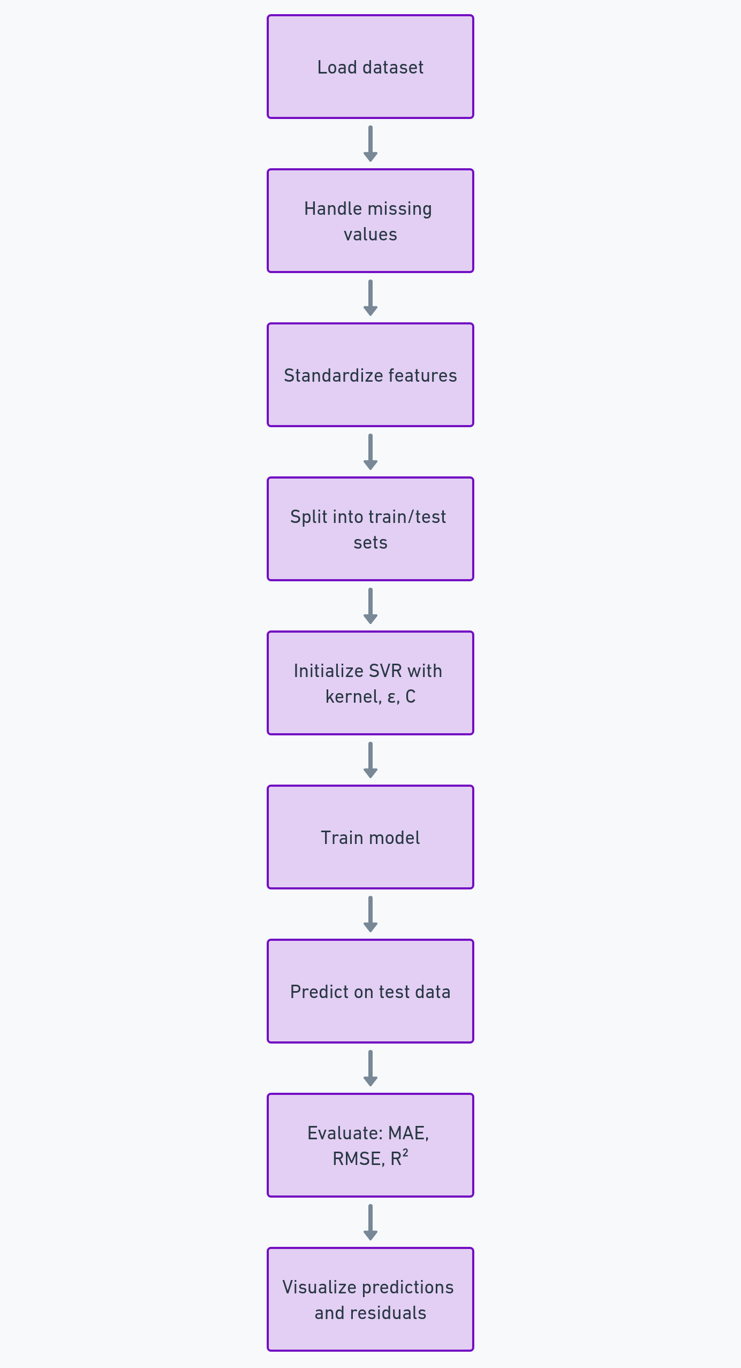 Load dataset
Handle missing
values
Standardize features
Split into train/test
sets
Initialize SVR with
kernel, ε, C
Train model
Predict on test data
Evaluate: MAE,
RMSE, R²
Visualize predictions
and residuals